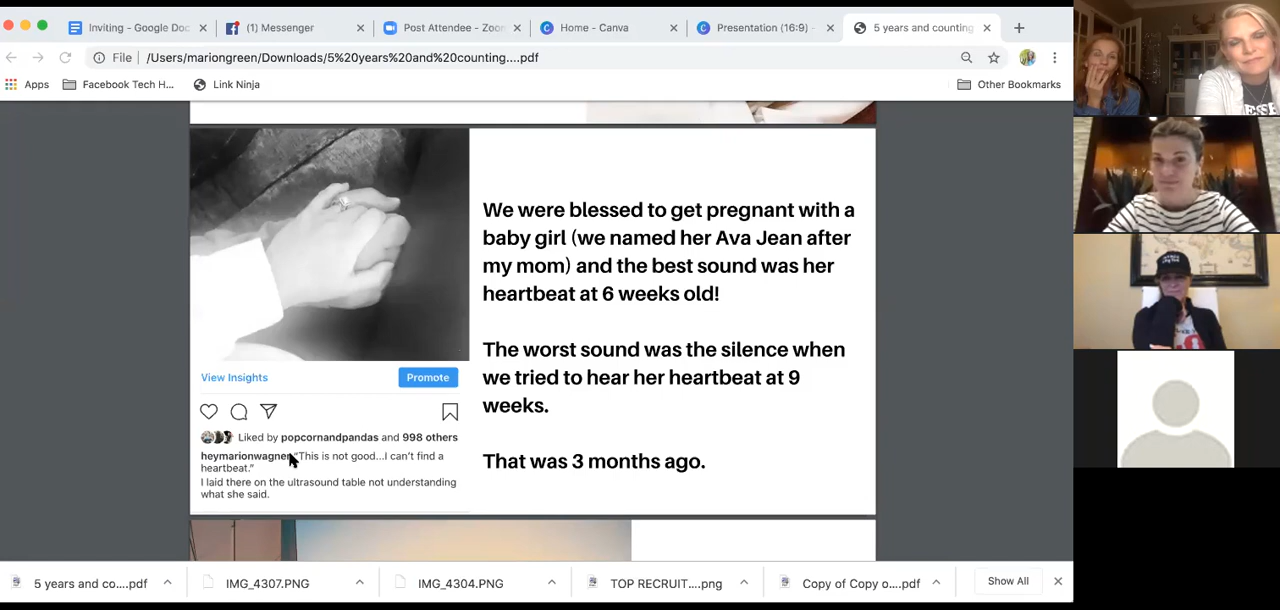 Inviting - Google Doc
(1) Messenger
Post Attendee - Zoon
Home - Canva
Presentation (16:9) -
5 years and counting
File
/Users/mariongreen/Downloads/5%20years%20and%20counting....pdf
Apps
Facebook Tech H...
Link Ninja
Other Bookmarks
We were blessed to get pregnant with a
baby girl (we named her Ava Jean after
my mom) and the best sound was her
heartbeat at 6 weeks old!
The worst sound was the silence when
we tried to hear her heartbeat at 9
weeks.
That was 3 months ago.
View Insights
Promote
Liked by popcornandpandas and 998 others
heymarionwagner "This is not good...I can't find a
heartbeat."
I laid there on the ultrasound table not understanding
what she said.
5 years and co....pdf
IMG_4307.PNG
IMG_4304.PNG
TOP RECRUIT....png
Copy of Copy o....pdf
Show All